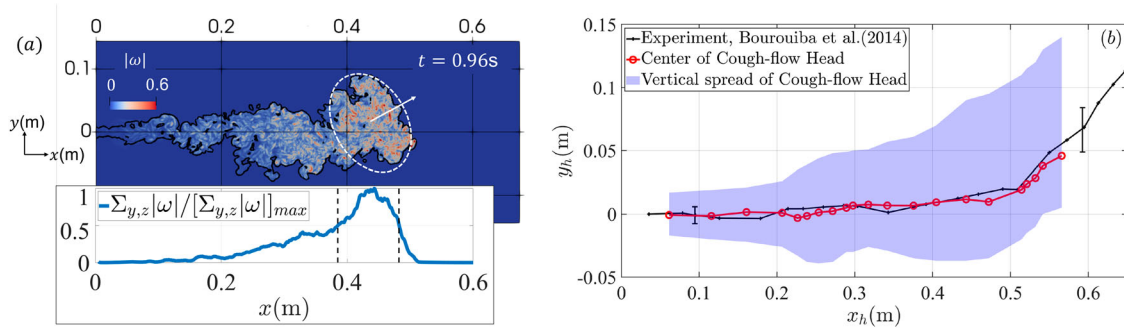 (a)
0 0.2 0.4 0.6
0.1
|ω|
0 0.6
t = 0.96s
y(m)
0
x(m)
Σy,z|ω|/[Σy,z|ω|]max
1
0.5
0
0 0.2 0.4 0.6
x(m)
0.15
(b)
Experiment, Bourouiba et al.(2014)
Center of Cough-flow Head
Vertical spread of Cough-flow Head
0.1
0.05
yh(m)
0
-0.05
0 0.1 0.2 0.3 0.4 0.5 0.6
xh(m)